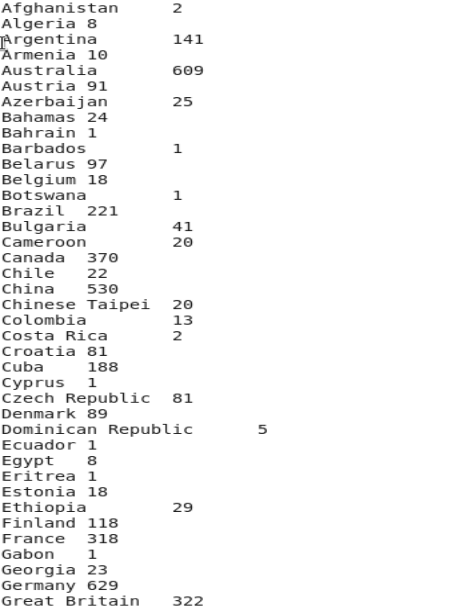 Afghanistan 2
Algeria 8
Argentina 141
Armenia 10
Australia 609
Austria 91
Azerbaijan 25
Bahamas 24
Bahrain 1
Barbados 1
Belarus 97
Belgium 18
Botswana 1
Brazil 221
Bulgaria 41
Cameroon 20
Canada 370
Chile 22
China 530
Chinese Taipei 20
Colombia 13
Costa Rica 2
Croatia 81
Cuba 188
Cyprus 1
Czech Republic 81
Denmark 89
Dominican Republic 5
Ecuador 1
Egypt 8
Eritrea 1
Estonia 18
Ethiopia 29
Finland 118
France 318
Gabon 1
Georgia 23
Germany 629
Great Britain 322